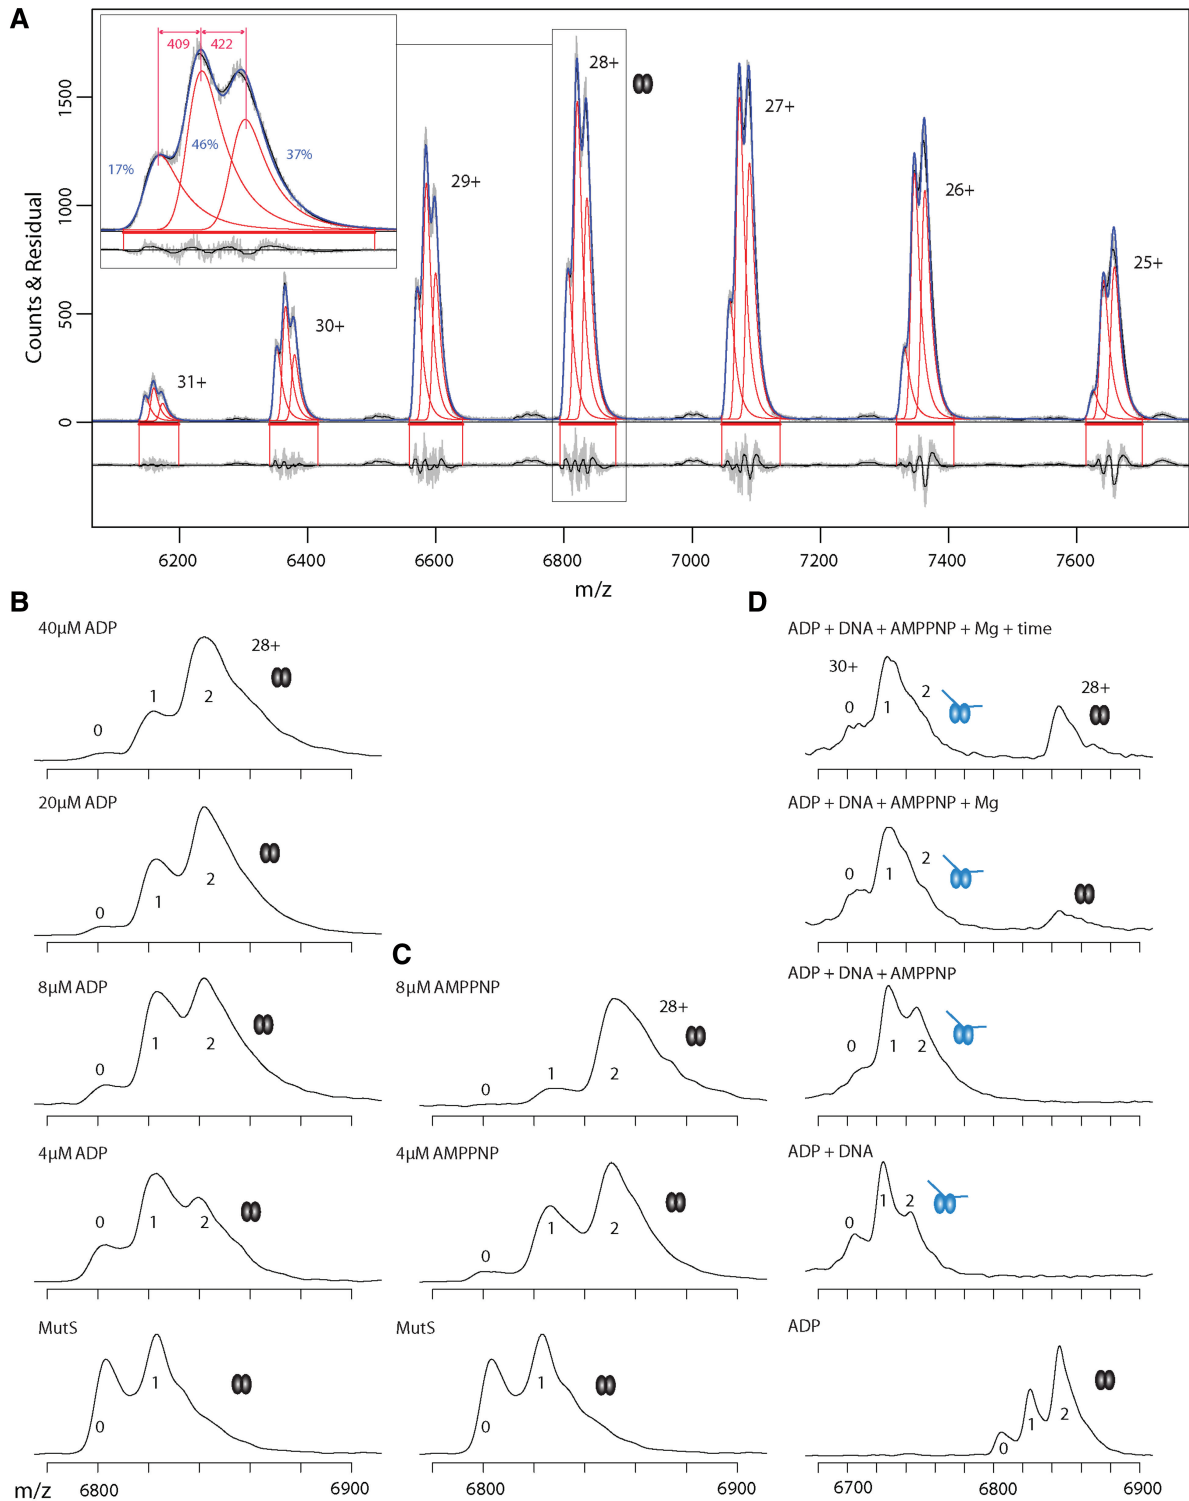 A
409 422
17%
46%
37%
28+
27+
29+
26+
25+
30+
31+
Counts & Residual
0 500 1000 1500
6200 6400 6600 6800 7000 7200 7400 7600
m/z
B
40µM ADP
28+
0 1 2
20µM ADP
0 1 2
8µM ADP
0 1 2
4µM ADP
0 1 2
MutS
0 1
m/z 6800 6900
C
8µM AMPPNP
28+
0 1 2
4µM AMPPNP
0 1 2
MutS
0 1
6800 6900
D
ADP + DNA + AMPPNP + Mg + time
30+
28+
0 1 2
ADP + DNA + AMPPNP + Mg
0 1 2
ADP + DNA + AMPPNP
0 1 2
ADP + DNA
0 1 2
ADP
0 1 2
6700 6800 6900